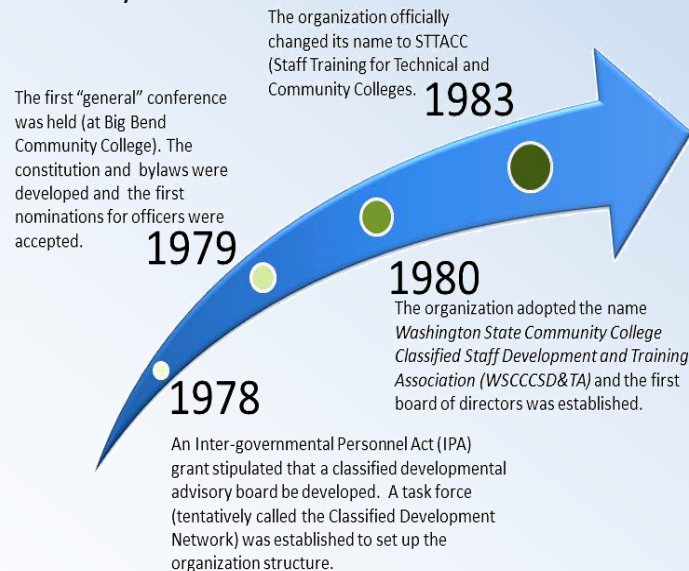 The organization officially
changed its name to STTACC
(Staff Training for Technical and
Community Colleges.
1983
The first “general” conference
was held (at Big Bend
Community College). The
constitution and bylaws were
developed and the first
nominations for officers were
accepted.
1979
1980
The organization adopted the name
Washington State Community College
Classified Staff Development and Training
Association (WSCCCSD&TA) and the first
board of directors was established.
1978
An Inter-governmental Personnel Act (IPA)
grant stipulated that a classified developmental
advisory board be developed. A task force
(tentatively called the Classified Development
Network) was established to set up the
organization structure.